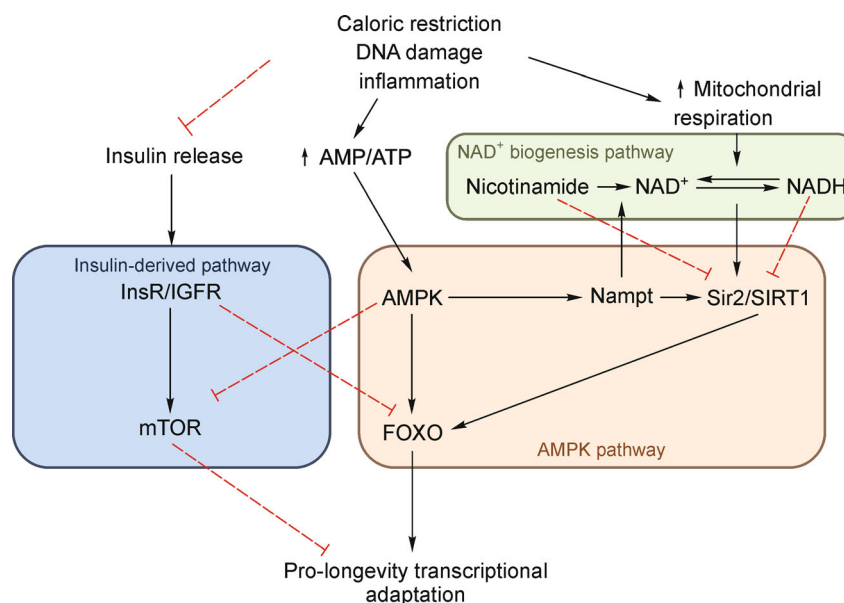 Caloric restriction
DNA damage
inflammation
↑ Mitochondrial
respiration
Insulin release
↑ AMP/ATP
NAD⁺ biogenesis pathway
Nicotinamide
NAD⁺
NADH
Insulin-derived pathway
InsR/IGFR
AMPK
Nampt
Sir2/SIRT1
mTOR
FOXO
AMPK pathway
Pro-longevity transcriptional
adaptation